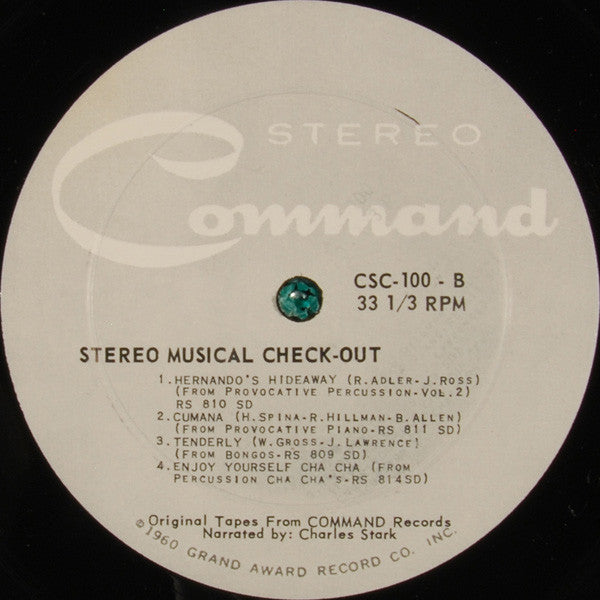 STEREO
Command
CSC-100 - B
33 1/3 RPM
STEREO MUSICAL CHECK-OUT
1. HERNANDO'S HIDEAWAY (R.ADLER-J.ROSS)
(FROM PROVOCATIVE PERCUSSION-VOL.2)
RS 810 SD
2. CUMANA (H.SPINA-R.HILLMAN-B.ALLEN)
(FROM PROVOCATIVE PIANO-RS 811 SD)
3. TENDERLY (W.GROSS-J.LAWRENCE)
(FROM BONGOS-RS 809 SD)
4. ENJOY YOURSELF CHA CHA (FROM
PERCUSSION CHA CHA'S-RS 814SD)
Original Tapes From COMMAND Records
Narrated by: Charles Stark
©1960 GRAND AWARD RECORD CO. INC.